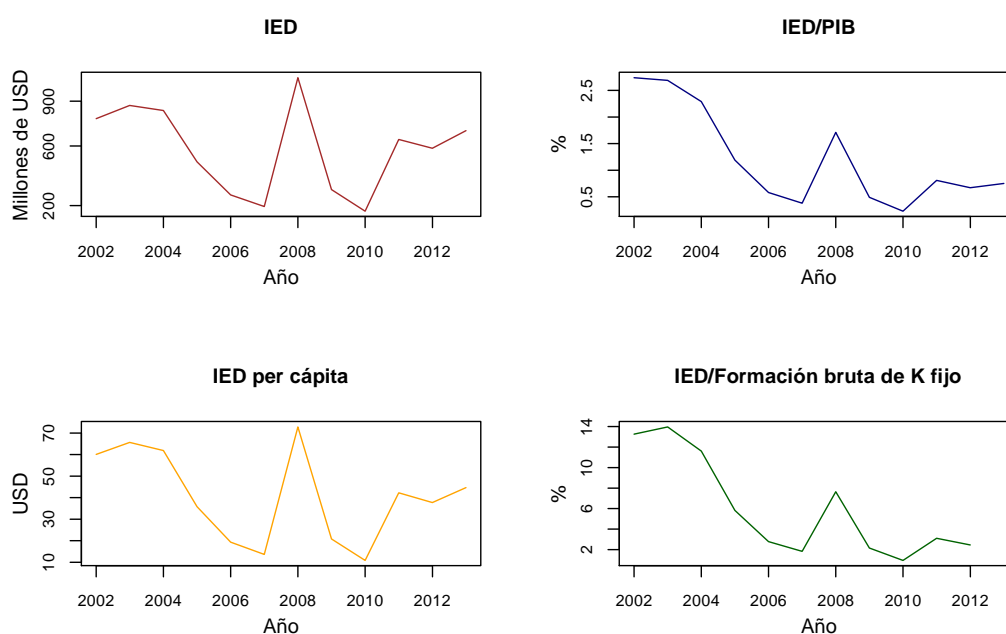 IED
Millones de USD
900
600
200
2002 2004 2006 2008 2010 2012
Año
IED/PIB
%
2.5
1.5
0.5
2002 2004 2006 2008 2010 2012
Año
IED per cápita
USD
70
50
30
10
2002 2004 2006 2008 2010 2012
Año
IED/Formación bruta de K fijo
%
14
10
6
2
2002 2004 2006 2008 2010 2012
Año